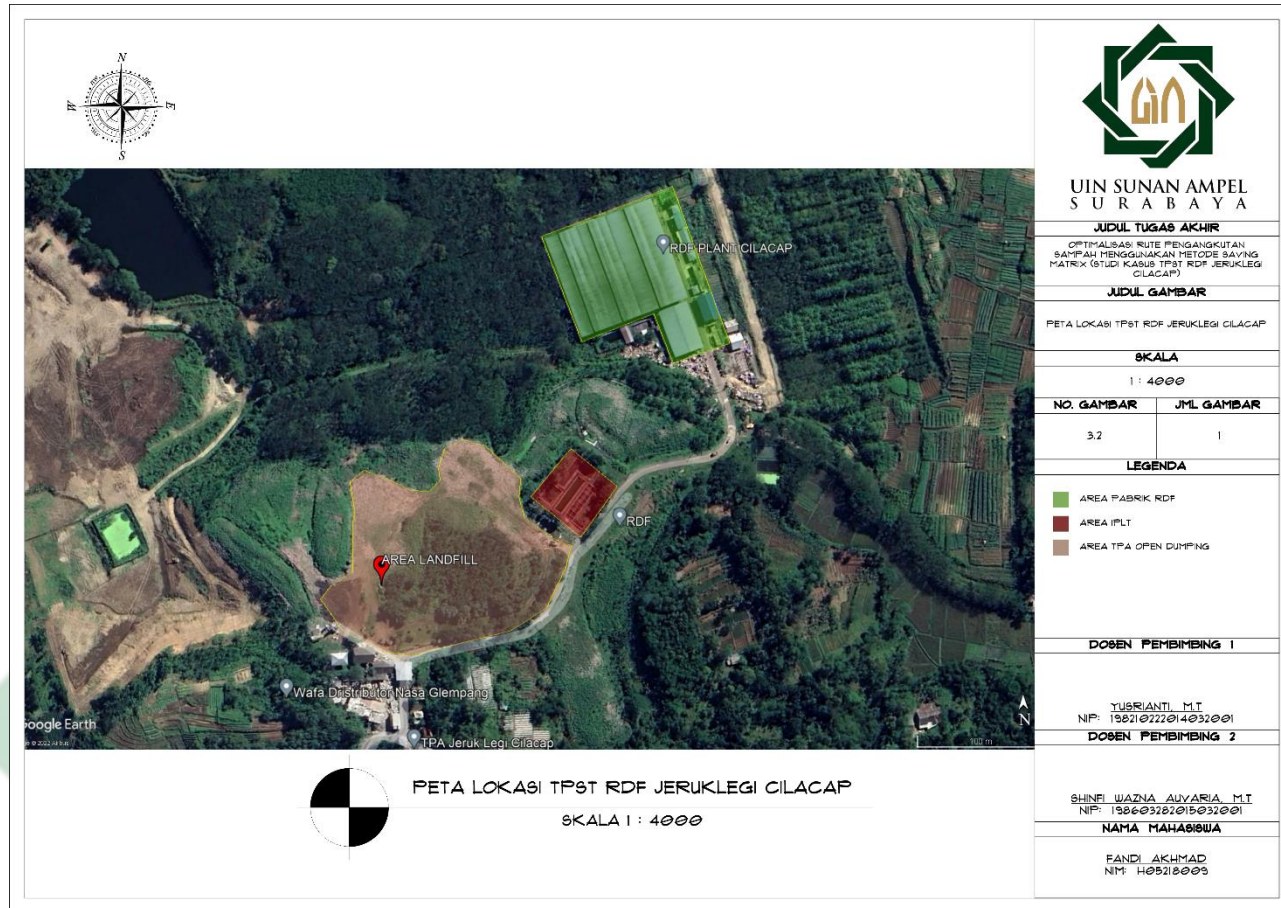 N
W
E
S
RDF PLANT CILACAP
RDF
AREA LANDFILL
Wafa Dristributor Nasa Glempang
TPA Jeruk Legi Cilacap
Google Earth
N
100 m
PETA LOKASI TPST RDF JERUKLEGI CILACAP
SKALA 1 : 4000
UIN SUNAN AMPEL
SURABAYA
JUDUL TUGAS AKHIR
OPTIMALISASI RUTE PENGANGKUTAN
SAMPAH MENGGUNAKAN METODE SAVING
MATRIX (STUDI KASUS TPST RDF JERUKLEGI
CILACAP)
JUDUL GAMBAR
PETA LOKASI TPST RDF JERUKLEGI CILACAP
SKALA
1 : 4000
NO. GAMBAR JML GAMBAR
3.2 1
LEGENDA
AREA PABRIK RDF
AREA IPLT
AREA TPA OPEN DUMPING
DOSEN PEMBIMBING 1
YUSRIANTI, M.T
NIP: 198210222014032001
DOSEN PEMBIMBING 2
SHINFI WAZNA AUVARIA, M.T
NIP: 198603282015032001
NAMA MAHASISWA
FANDI AKHMAD
NIM: H05218009